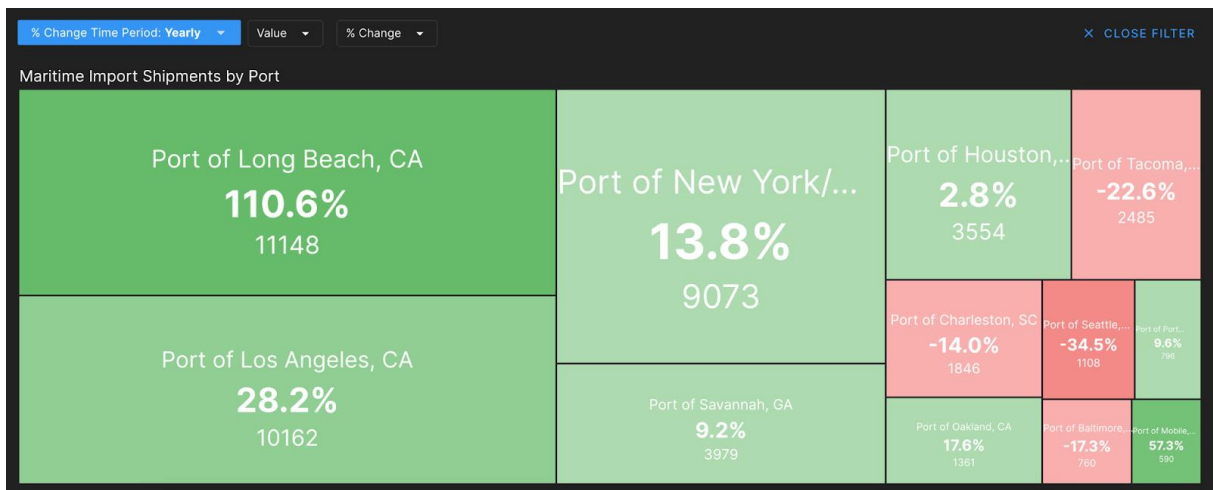 % Change Time Period: Yearly
Value
% Change
× CLOSE FILTER
Maritime Import Shipments by Port
Port of Long Beach, CA
110.6%
11148
Port of Los Angeles, CA
28.2%
10162
Port of New York/...
13.8%
9073
Port of Savannah, GA
9.2%
3979
Port of Houston,...
2.8%
3554
Port of Tacoma,...
-22.6%
2485
Port of Charleston, SC
-14.0%
1846
Port of Seattle,...
-34.5%
1108
Port of Port...
9.6%
796
Port of Oakland, CA
17.6%
1361
Port of Baltimore...
-17.3%
760
Port of Mobile,...
57.3%
590